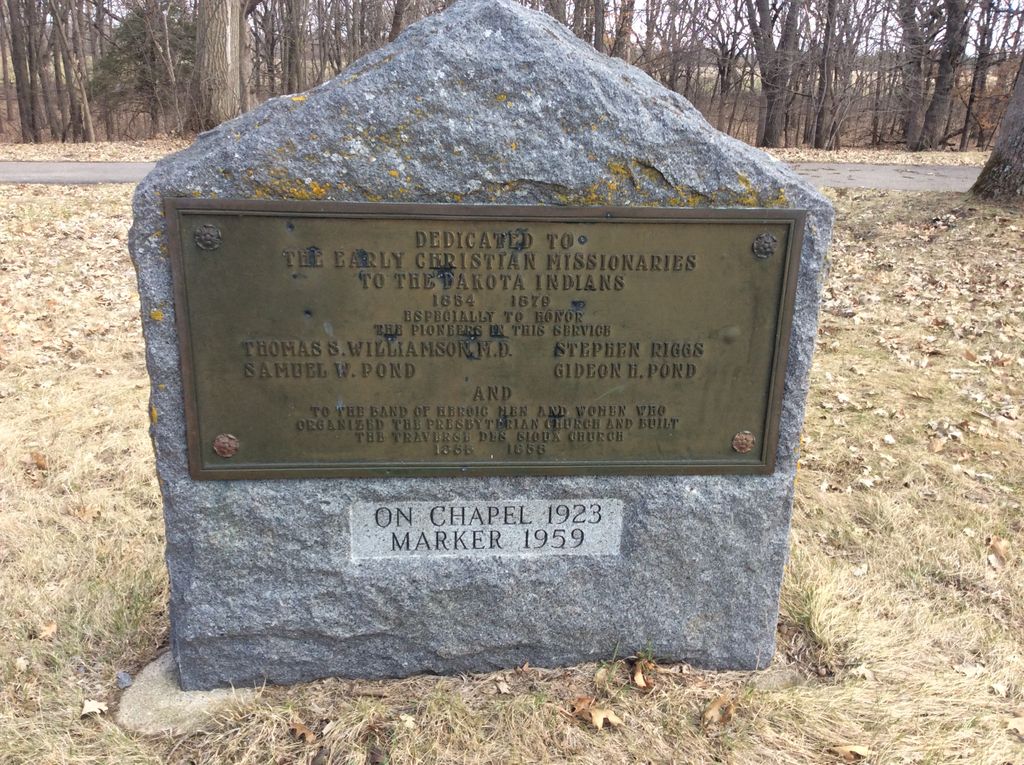 DEDICATED TO
THE EARLY CHRISTIAN MISSIONARIES
TO THE DAKOTA INDIANS
1834 1879
ESPECIALLY TO HONOR
THE PIONEERS IN THIS SERVICE
THOMAS S. WILLIAMSON, M.D. STEPHEN RIGGS
SAMUEL W. POND GIDEON H. POND
AND
TO THE BAND OF HEROIC MEN AND WOMEN WHO
ORGANIZED THE PRESBYTERIAN CHURCH AND BUILT
THE TRAVERSE DES SIOUX CHURCH
ON CHAPEL 1923
MARKER 1959